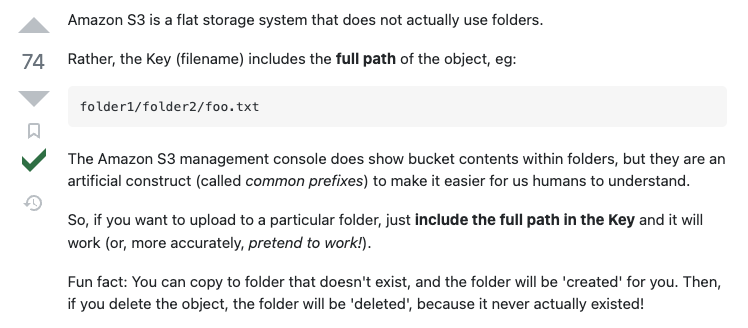 Amazon S3 is a flat storage system that does not actually use folders.
74
Rather, the Key (filename) includes the full path of the object, eg:
folder1/folder2/foo.txt
The Amazon S3 management console does show bucket contents within folders, but they are an
artificial construct (called common prefixes) to make it easier for us humans to understand.
So, if you want to upload to a particular folder, just include the full path in the Key and it will
work (or, more accurately, pretend to work!).
Fun fact: You can copy to folder that doesn't exist, and the folder will be 'created' for you. Then,
if you delete the object, the folder will be 'deleted', because it never actually existed!